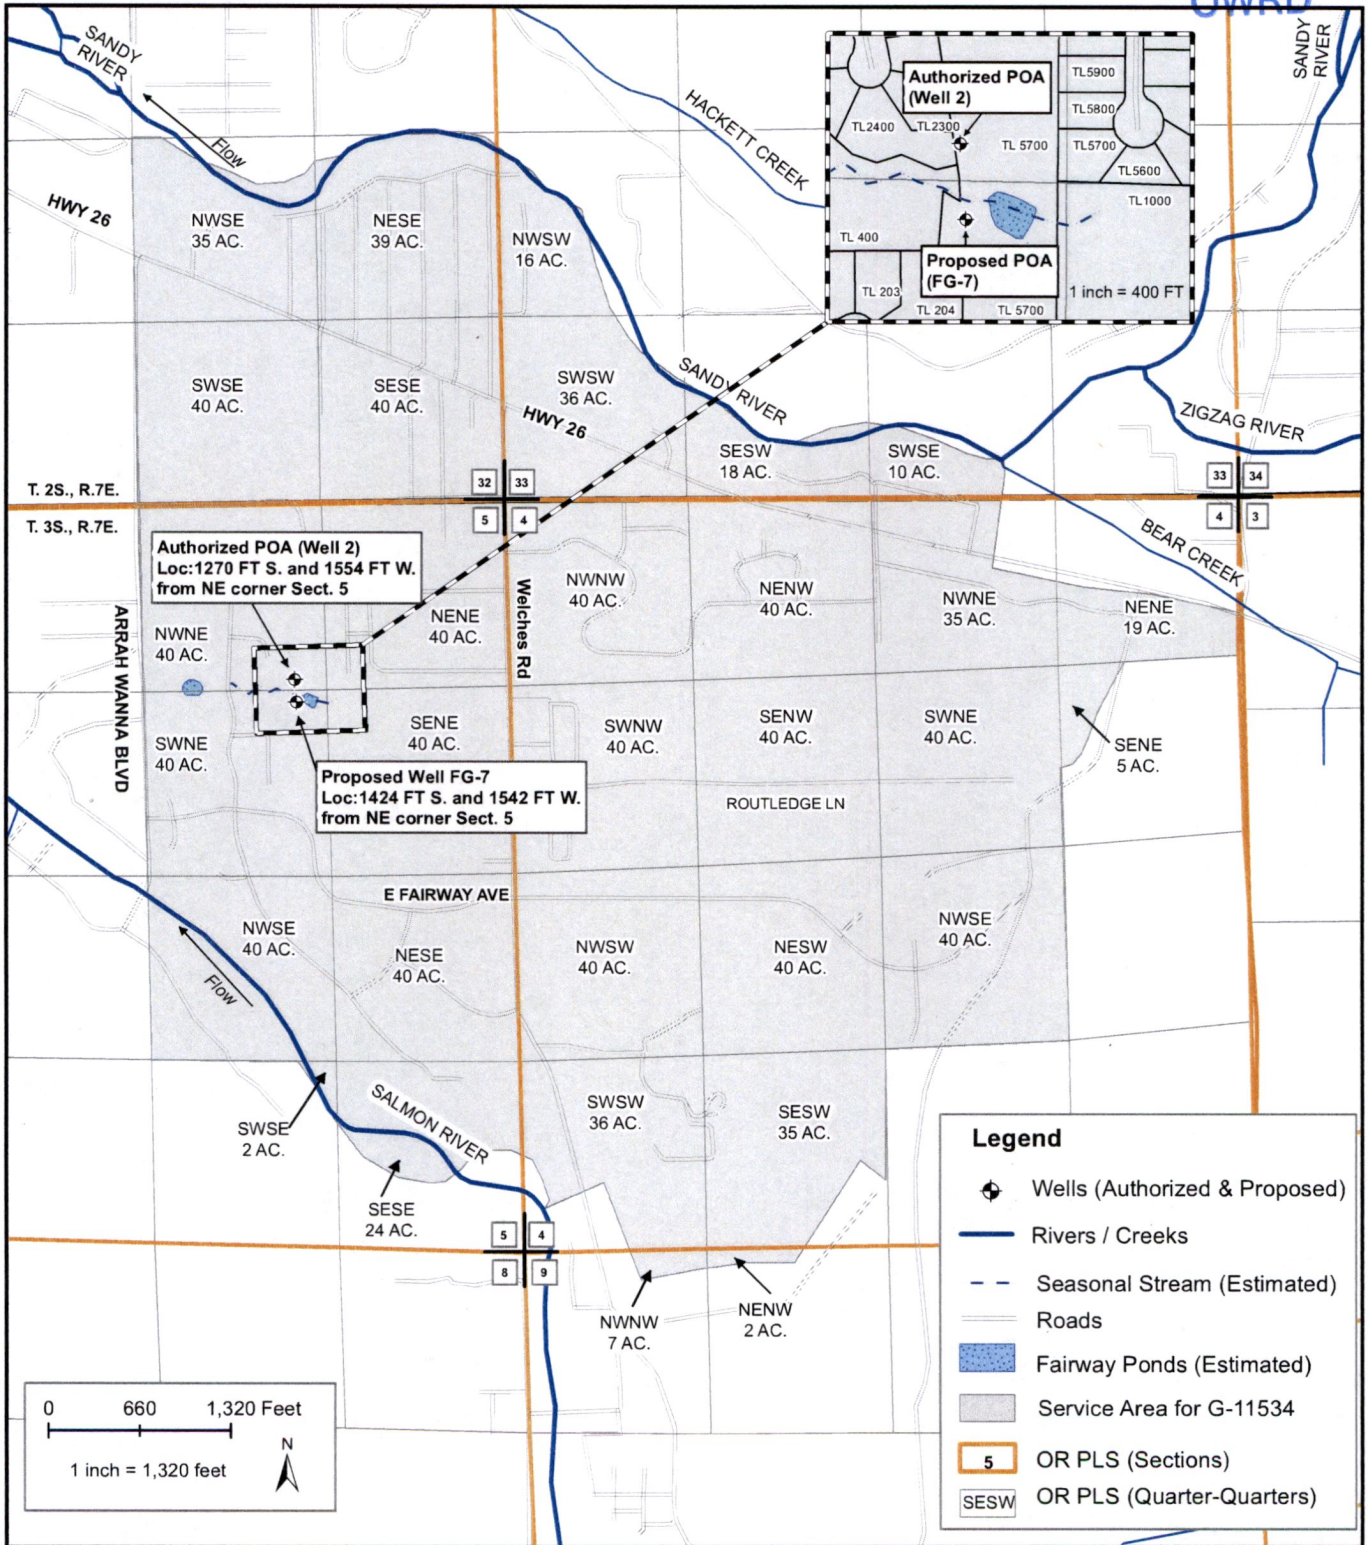 SANDY
RIVER
Flow
HACKETT CREEK
SANDY
RIVER
Authorized POA
(Well 2)
TL2400
TL2300
TL 5700
TL5900
TL5800
TL5700
TL5600
TL1000
TL 400
Proposed POA
(FG-7)
TL 203
TL 204
TL 5700
1 inch = 400 FT
HWY 26
NWSE
35 AC.
NESE
39 AC.
NWSW
16 AC.
SWSE
40 AC.
SESE
40 AC.
SWSW
36 AC.
HWY 26
SANDY RIVER
SESW
18 AC.
SWSE
10 AC.
ZIGZAG RIVER
T. 2S., R.7E.
T. 3S., R.7E.
32 33
5 4
33 34
4 3
BEAR CREEK
Authorized POA (Well 2)
Loc:1270 FT S. and 1554 FT W.
from NE corner Sect. 5
ARRAH WANNA BLVD
Welches Rd
NWNE
40 AC.
NENE
40 AC.
NWNW
40 AC.
NENW
40 AC.
NWNE
35 AC.
NENE
19 AC.
SWNE
40 AC.
SENE
40 AC.
SWNW
40 AC.
SENW
40 AC.
SWNE
40 AC.
SENE
5 AC.
Proposed Well FG-7
Loc:1424 FT S. and 1542 FT W.
from NE corner Sect. 5
ROUTLEDGE LN
E FAIRWAY AVE
NWSE
40 AC.
NESE
40 AC.
NWSW
40 AC.
NESW
40 AC.
NWSE
40 AC.
Flow
SALMON RIVER
SWSE
2 AC.
SESE
24 AC.
SWSW
36 AC.
SESW
35 AC.
5 4
8 9
NWNW
7 AC.
NENW
2 AC.
0 660 1,320 Feet
1 inch = 1,320 feet
N
Legend
Wells (Authorized & Proposed)
Rivers / Creeks
Seasonal Stream (Estimated)
Roads
Fairway Ponds (Estimated)
Service Area for G-11534
5 OR PLS (Sections)
SESW OR PLS (Quarter-Quarters)